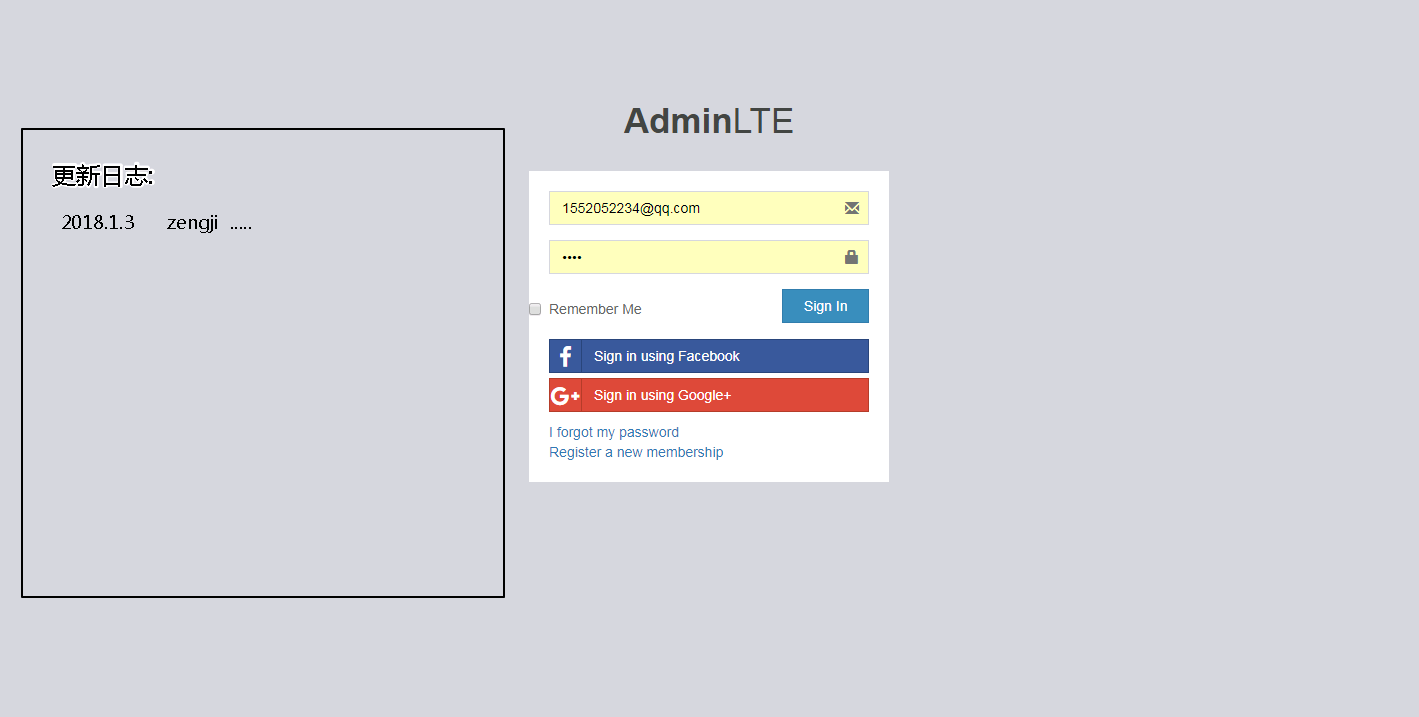 AdminLTE
更新日志:
2018.1.3 zengji .....
1552052234@qq.com
••••
Remember Me
Sign In
Sign in using Facebook
G+ Sign in using Google+
I forgot my password
Register a new membership